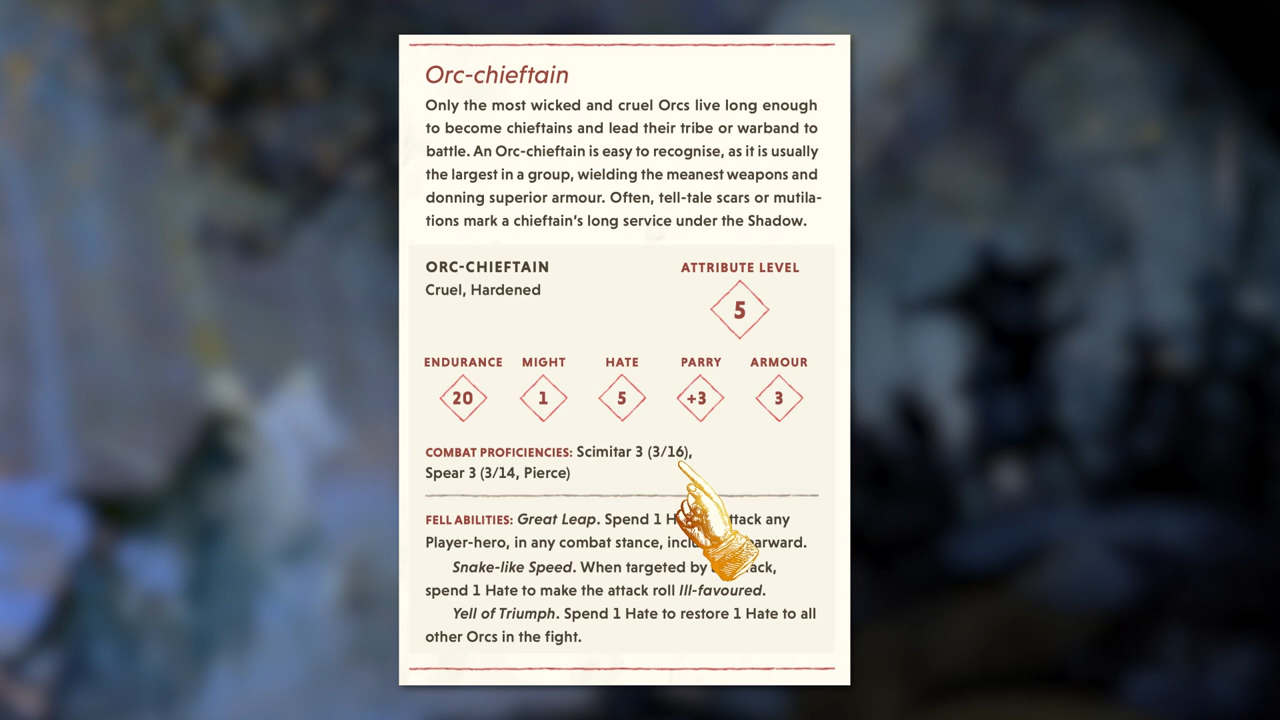 Orc-chieftain
Only the most wicked and cruel Orcs live long enough
to become chieftains and lead their tribe or warband to
battle. An Orc-chieftain is easy to recognise, as it is usually
the largest in a group, wielding the meanest weapons and
donning superior armour. Often, tell-tale scars or mutila-
tions mark a chieftain's long service under the Shadow.
ORC-CHIEFTAIN
Cruel, Hardened
ATTRIBUTE LEVEL
5
ENDURANCE MIGHT HATE PARRY ARMOUR
20 1 5 +3 3
COMBAT PROFICIENCIES: Scimitar 3 (3/16),
Spear 3 (3/14, Pierce)
FELL ABILITIES: Great Leap. Spend 1 any
Player-hero, in any combat stance,
Snake-like Speed. When targeted by
spend 1 Hate to make the attack roll Ill-favoured.
Yell of Triumph. Spend 1 Hate to restore 1 Hate to all
other Orcs in the fight.